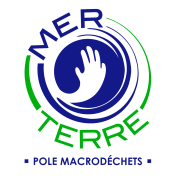 MER
TERRE
▪ POLE MACRODÉCHETS ▪